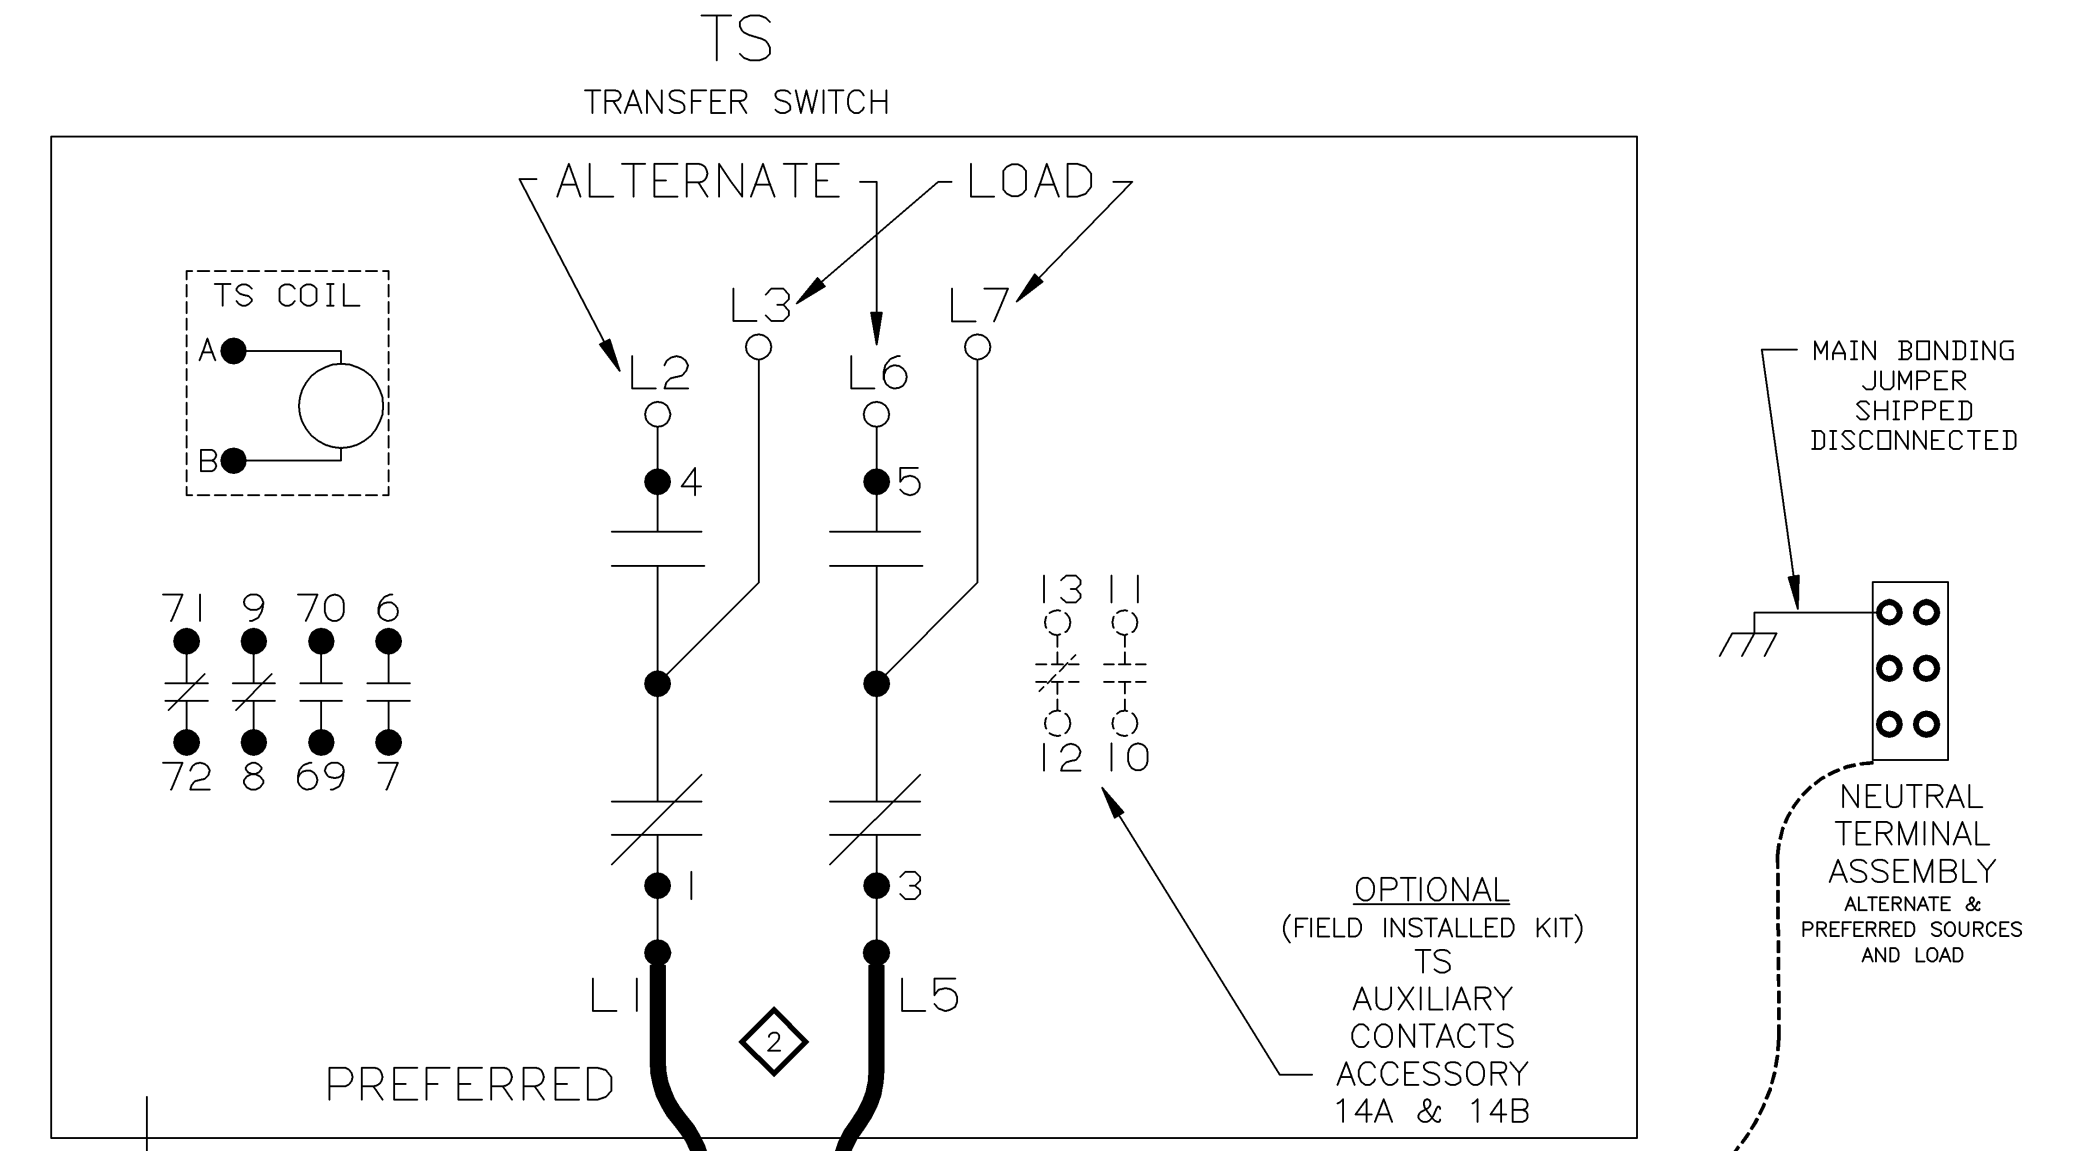 TS
TRANSFER SWITCH
ALTERNATE
LOAD
TS COIL
A
B
L3
L7
L2
L6
4
5
71 9 70 6
72 8 69 7
13 11
12 10
1
3
L1
L5
2
PREFERRED
OPTIONAL
(FIELD INSTALLED KIT)
TS
AUXILIARY
CONTACTS
ACCESSORY
14A & 14B
MAIN BONDING
JUMPER
SHIPPED
DISCONNECTED
NEUTRAL
TERMINAL
ASSEMBLY
ALTERNATE &
PREFERRED SOURCES
AND LOAD